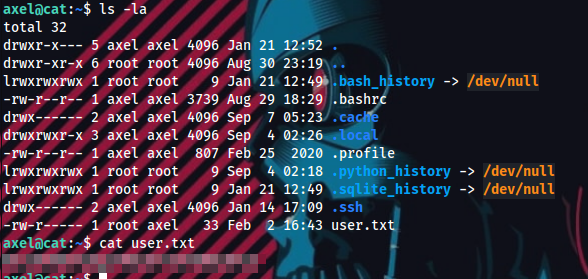 axel@cat:~$ ls -la
total 32
drwxr-x--- 5 axel axel 4096 Jan 21 12:52 .
drwxr-xr-x 6 root root 4096 Aug 30 23:19 ..
lrwxrwxrwx 1 root root    9 Jan 21 12:49 .bash_history -> /dev/null
-rw-r--r-- 1 axel axel 3739 Aug 29 18:29 .bashrc
drwx------ 2 axel axel 4096 Sep  7 05:23 .cache
drwxrwxr-x 3 axel axel 4096 Sep  4 02:26 .local
-rw-r--r-- 1 axel axel  807 Feb 25  2020 .profile
lrwxrwxrwx 1 root root    9 Sep  4 02:18 .python_history -> /dev/null
lrwxrwxrwx 1 root root    9 Jan 21 12:49 .sqlite_history -> /dev/null
drwx------ 2 axel axel 4096 Jan 14 17:09 .ssh
-rw-r----- 1 root axel   33 Feb  2 16:43 user.txt
axel@cat:~$ cat user.txt
axel@cat:~$